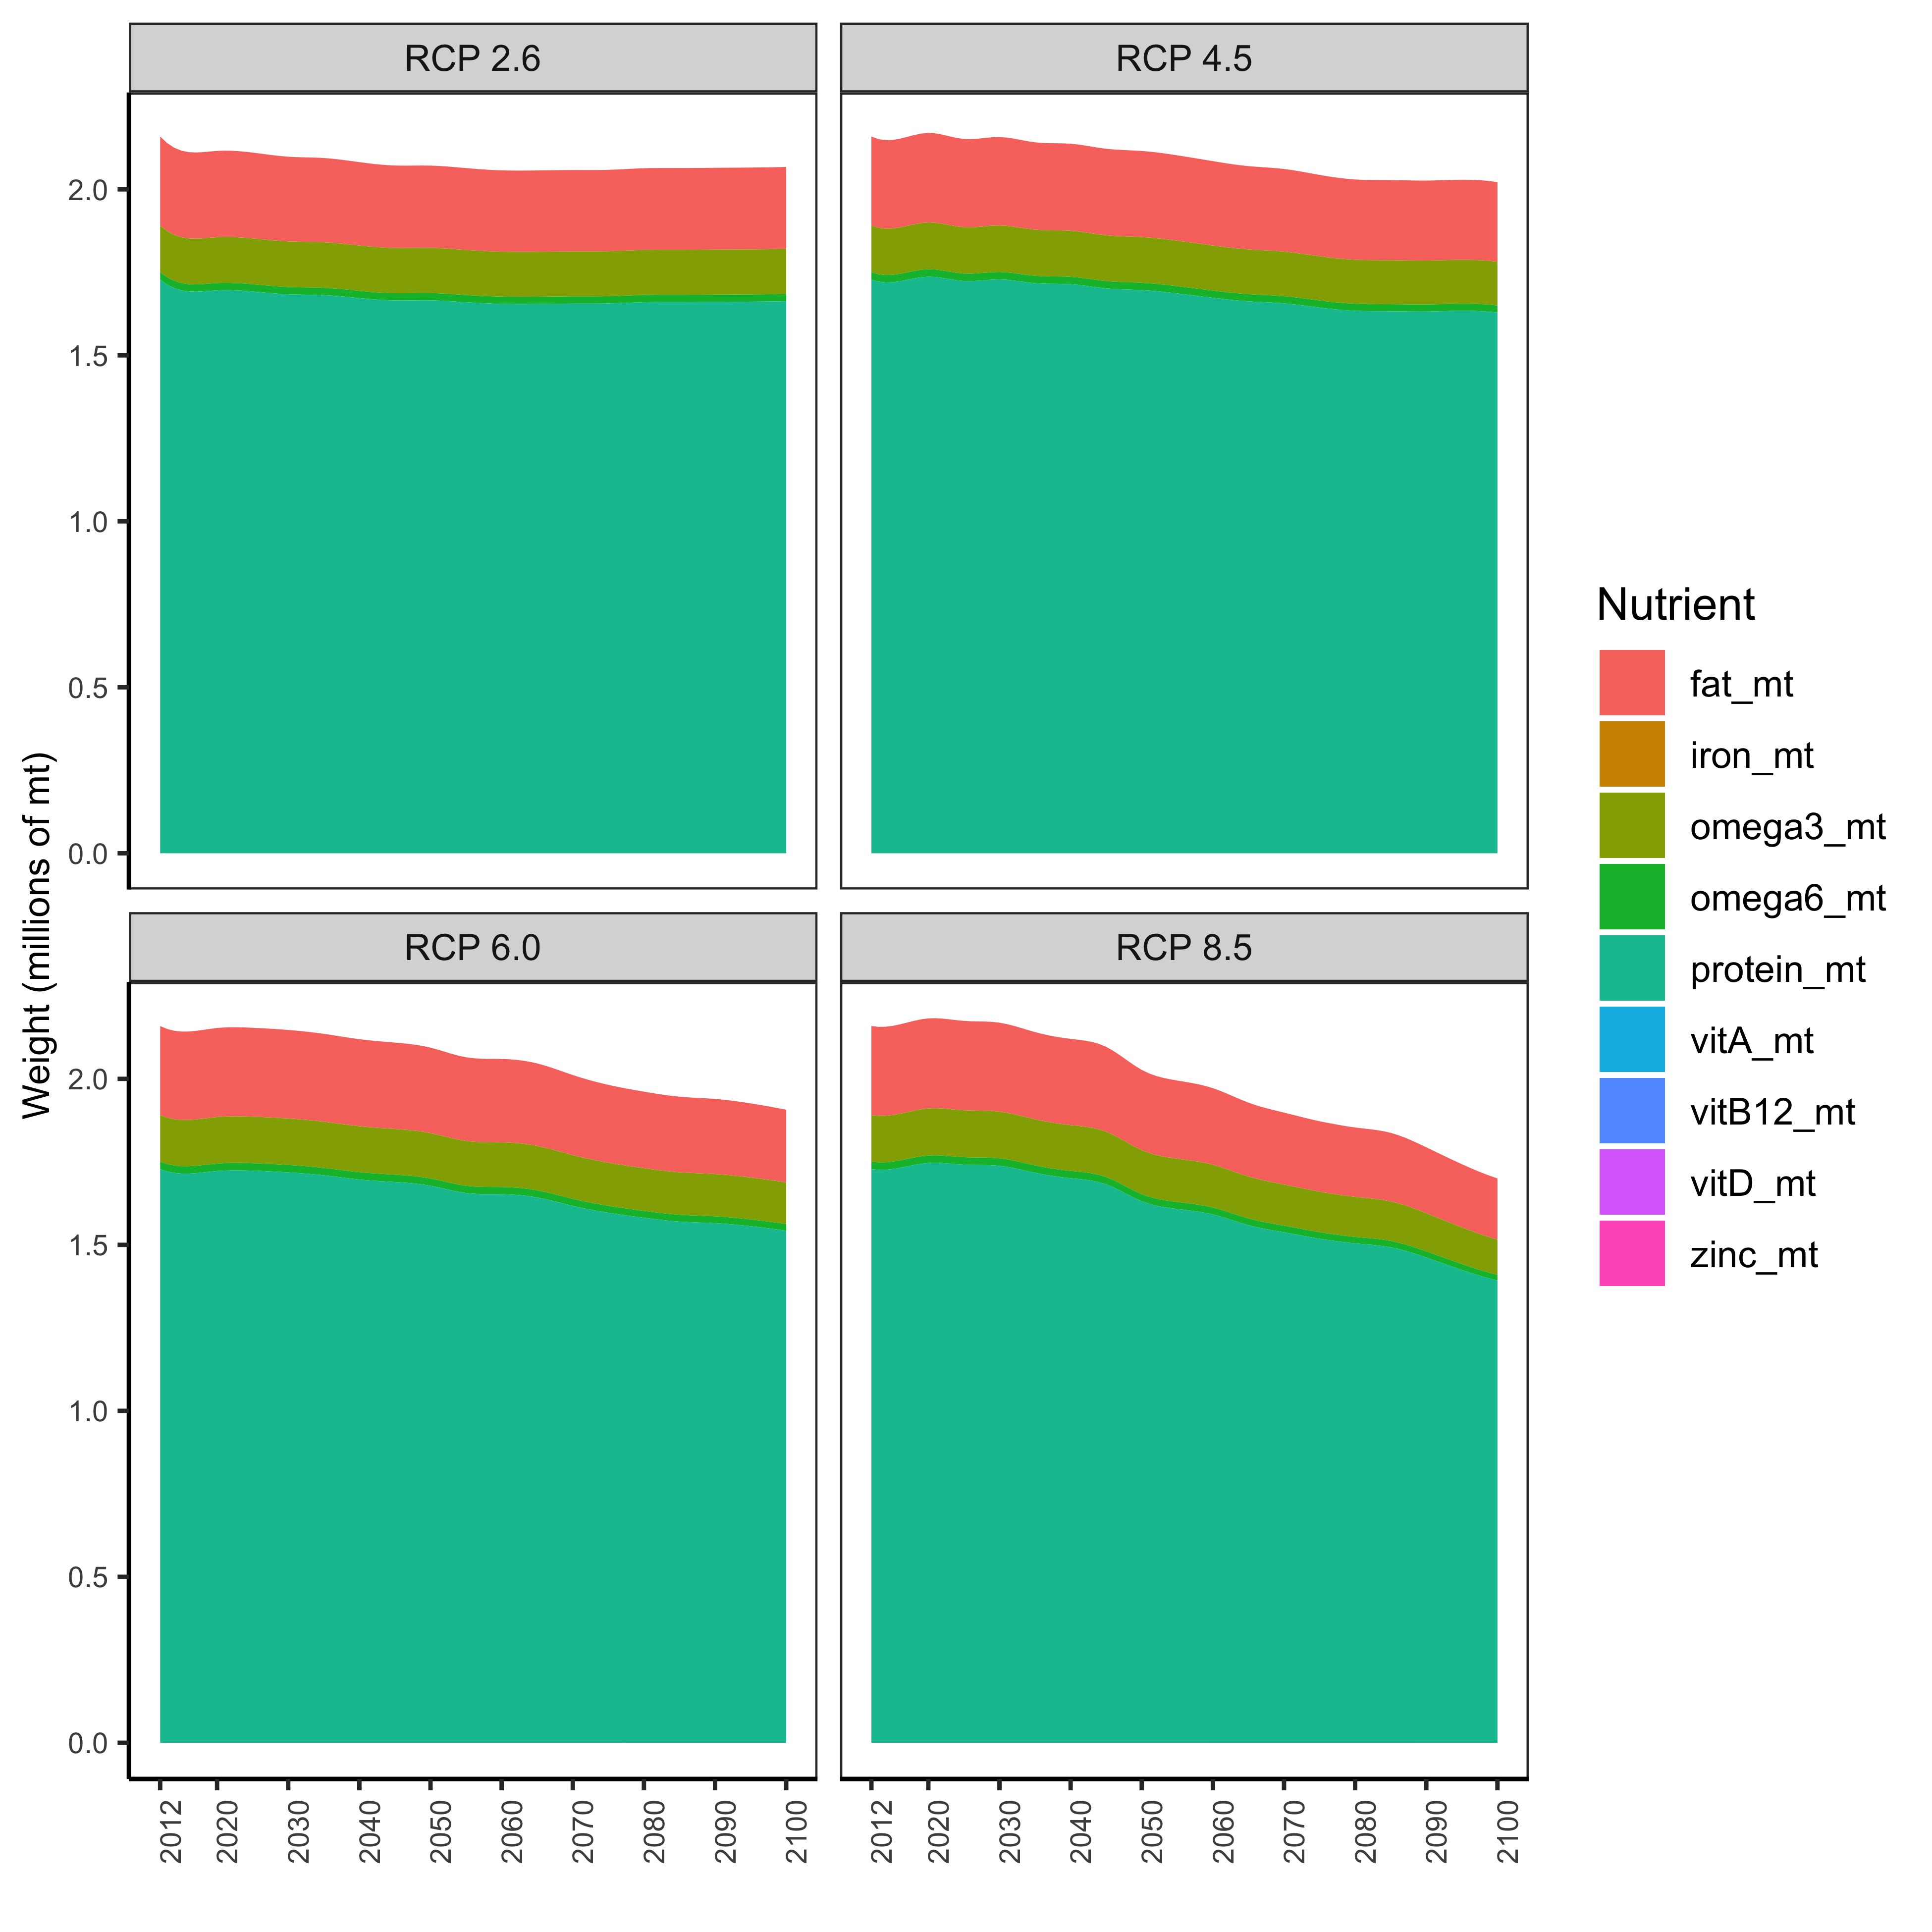 RCP 2.6
RCP 4.5
2.0
1.5
1.0
0.5
0.0
RCP 6.0
RCP 8.5
2.0
1.5
1.0
0.5
0.0
Weight (millions of mt)
2012 2020 2030 2040 2050 2060 2070 2080 2090 2100
2012 2020 2030 2040 2050 2060 2070 2080 2090 2100
Nutrient
fat_mt
iron_mt
omega3_mt
omega6_mt
protein_mt
vitA_mt
vitB12_mt
vitD_mt
zinc_mt